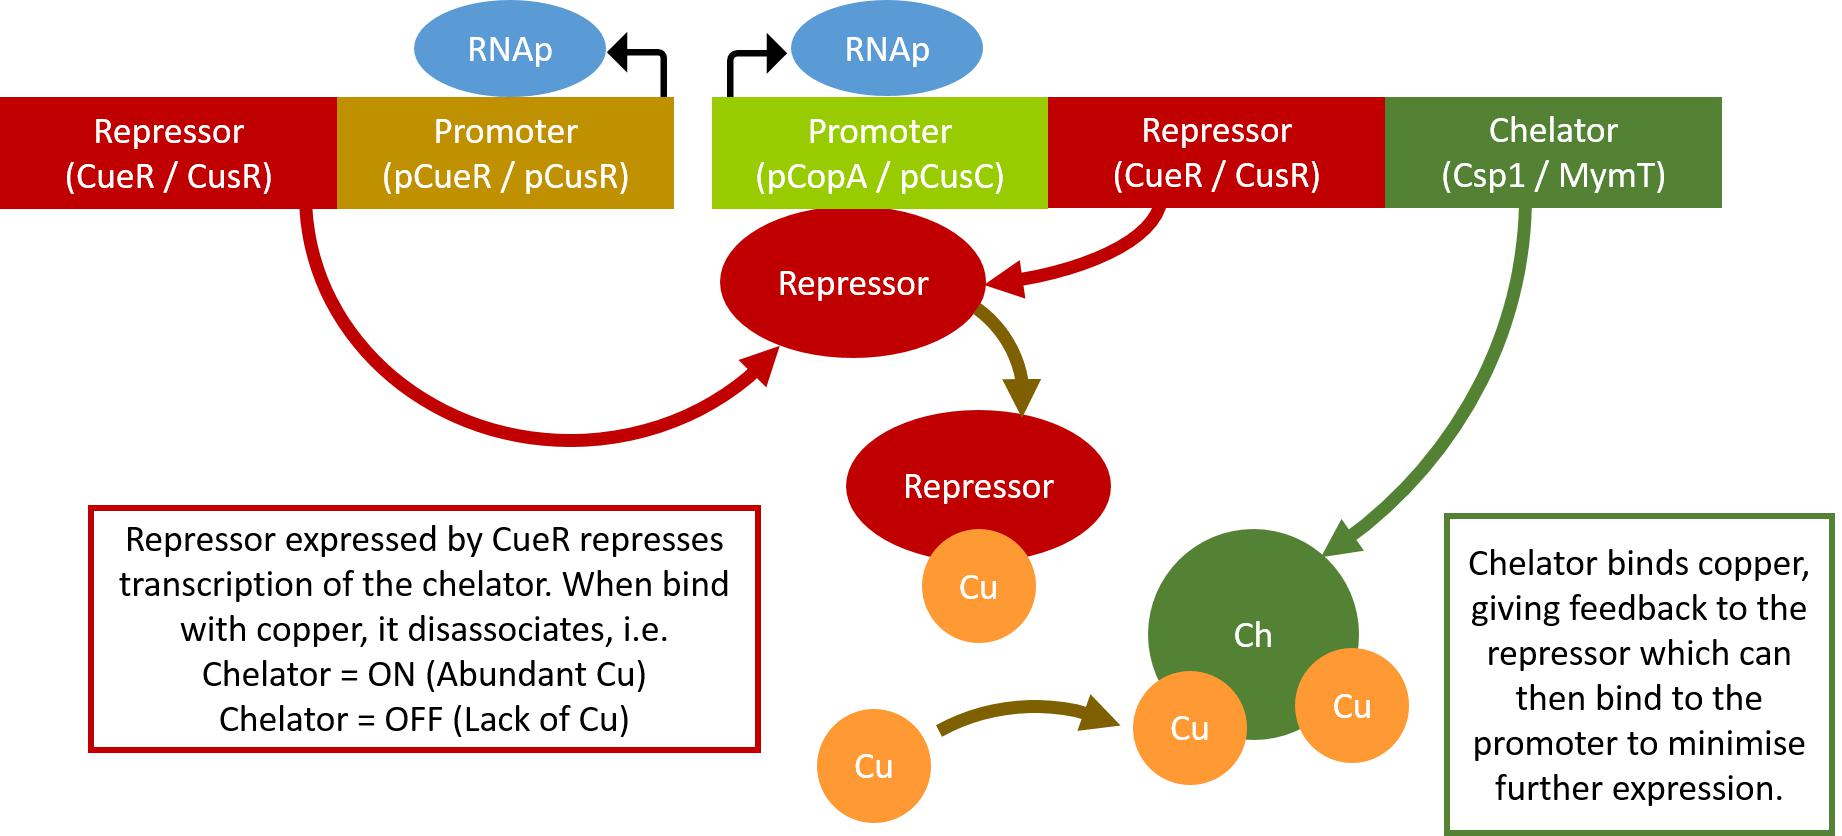 RNAp
RNAp
Repressor
(CueR / CusR)
Promoter
(pCueR / pCusR)
Promoter
(pCopA / pCusC)
Repressor
(CueR / CusR)
Chelator
(Csp1 / MymT)
Repressor
Repressor
Cu
Repressor expressed by CueR represses
transcription of the chelator. When bind
with copper, it disassociates, i.e.
Chelator = ON (Abundant Cu)
Chelator = OFF (Lack of Cu)
Cu
Ch
Cu
Cu
Chelator binds copper,
giving feedback to the
repressor which can
then bind to the
promoter to minimise
further expression.